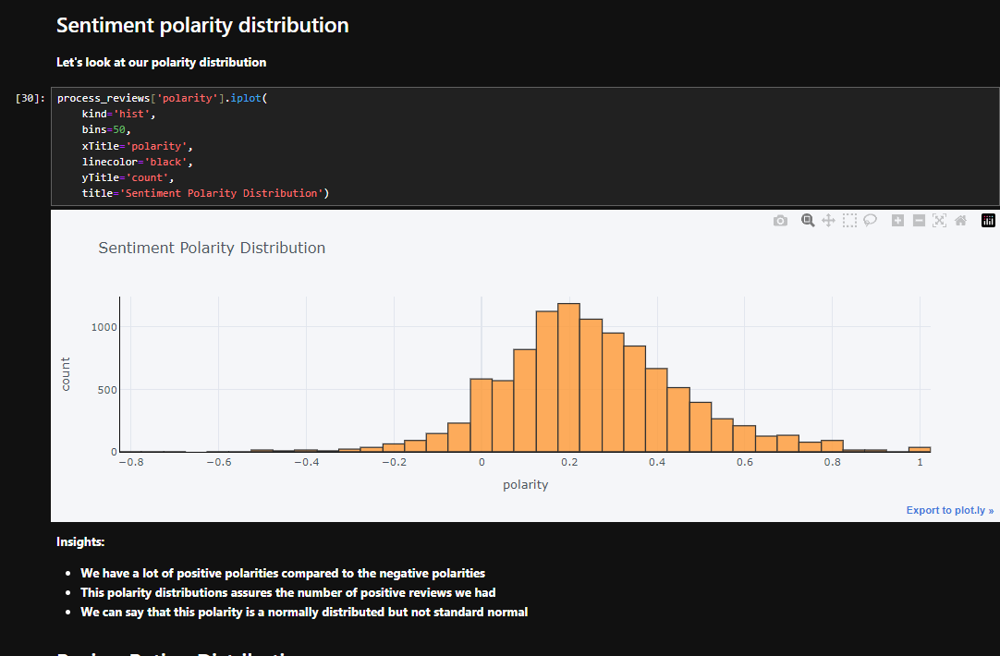 Sentiment polarity distribution
Let's look at our polarity distribution
[30]: process_reviews['polarity'].iplot(
kind='hist',
bins=50,
xTitle='polarity',
linecolor='black',
yTitle='count',
title='Sentiment Polarity Distribution')
Sentiment Polarity Distribution
1000
count
500
0
−0.8 −0.6 −0.4 −0.2 0 0.2 0.4 0.6 0.8 1
polarity
Export to plot.ly »
Insights:
• We have a lot of positive polarities compared to the negative polarities
• This polarity distributions assures the number of positive reviews we had
• We can say that this polarity is a normally distributed but not standard normal